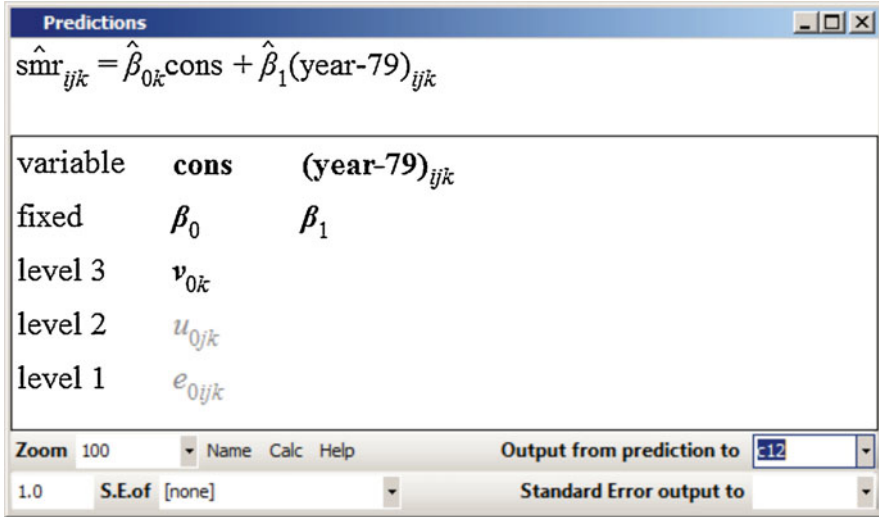 Predictions
sm̂r_ijk = β̂_0k cons + β̂_1(year-79)_ijk
variable cons (year-79)_ijk
fixed β_0 β_1
level 3 v_0k
level 2 u_0jk
level 1 e_0ijk
Zoom 100 Name Calc Help Output from prediction to c12
1.0 S.E.of [none] Standard Error output to